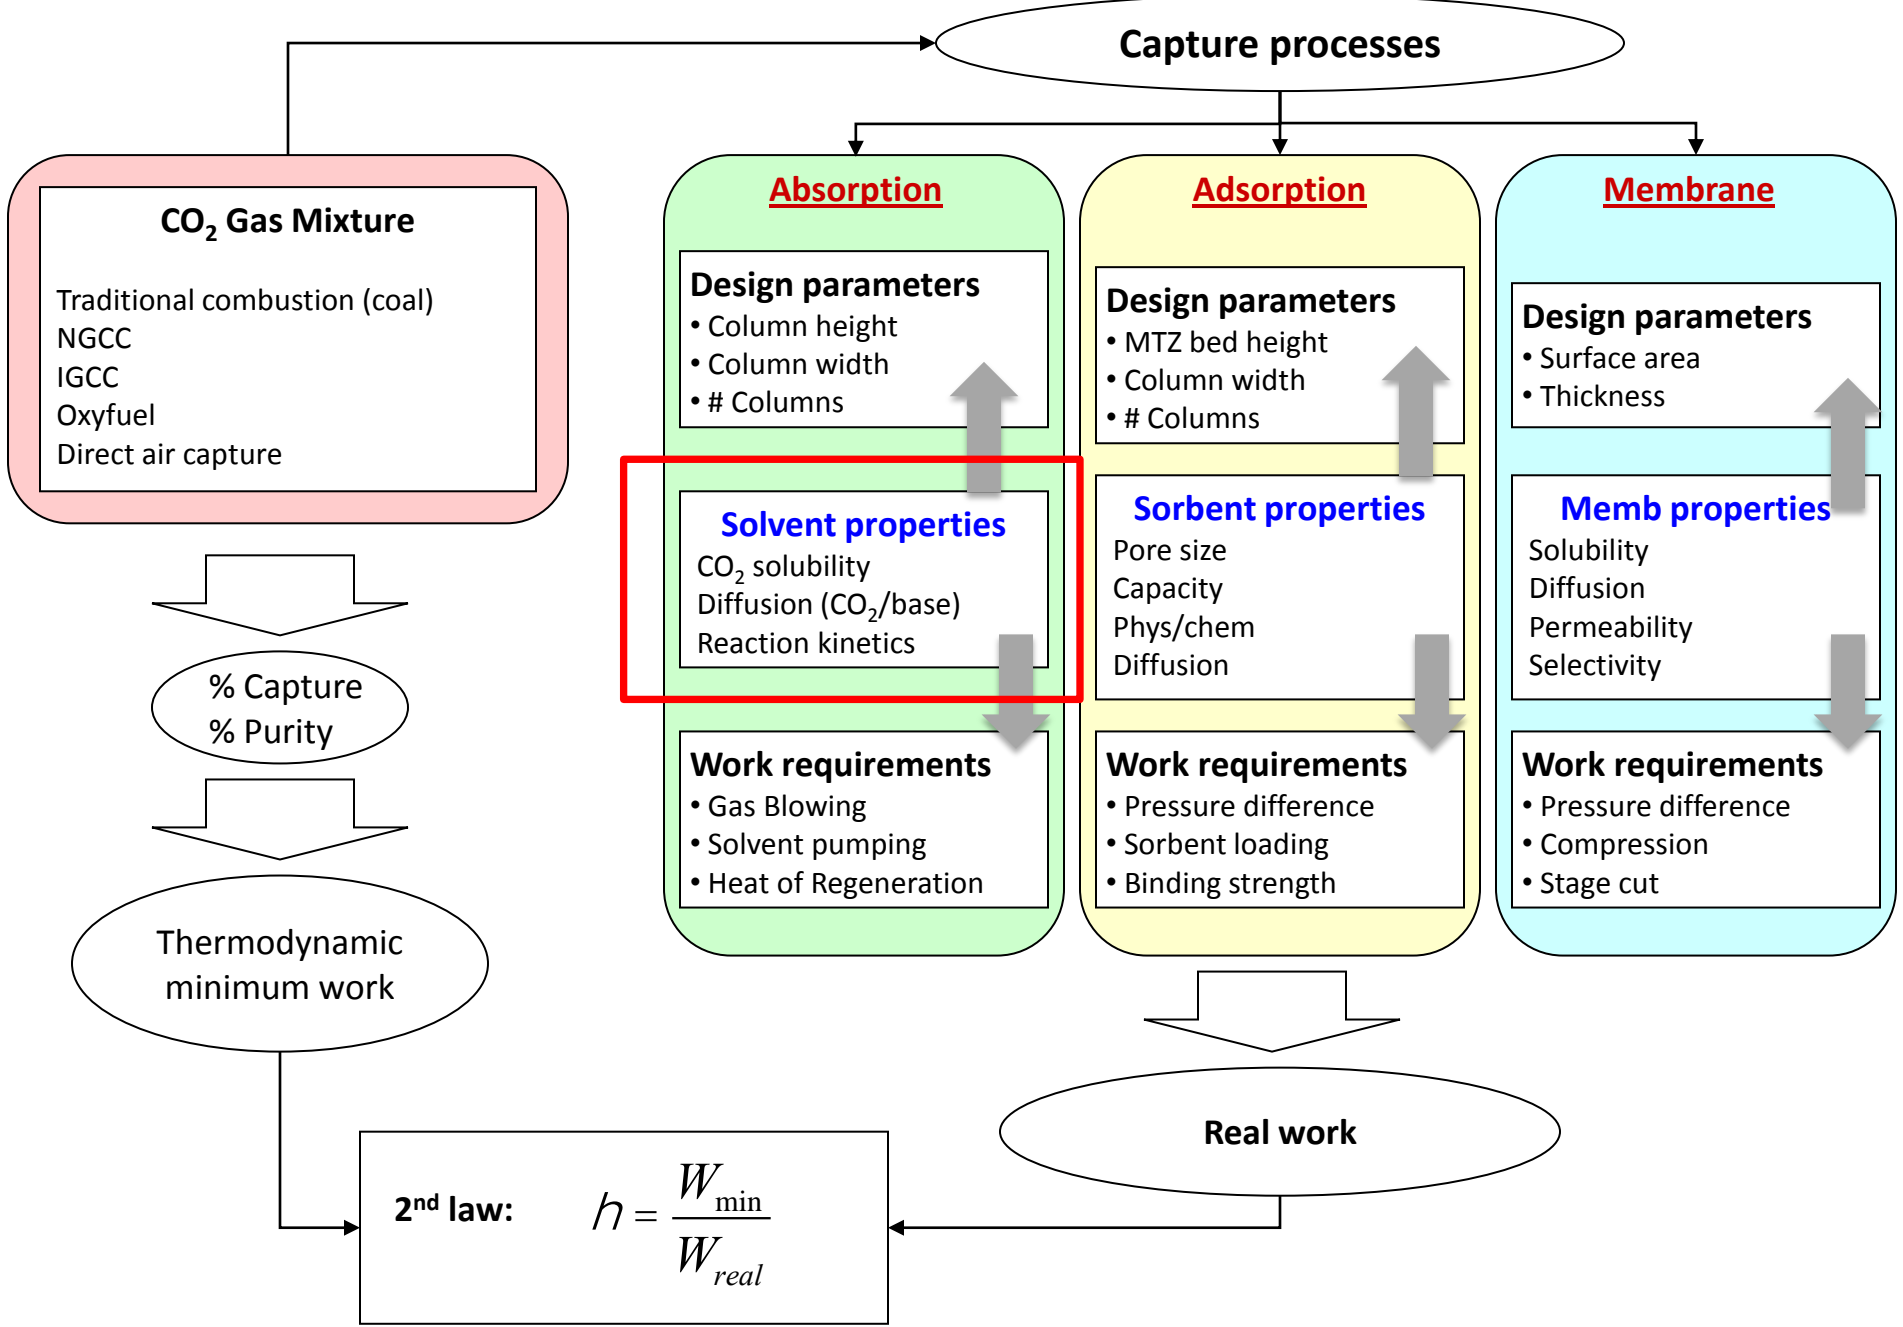 Capture processes
CO₂ Gas Mixture
Traditional combustion (coal)
NGCC
IGCC
Oxyfuel
Direct air capture
% Capture
% Purity
Thermodynamic
minimum work
Absorption
Design parameters
• Column height
• Column width
• # Columns
Solvent properties
CO₂ solubility
Diffusion (CO₂/base)
Reaction kinetics
Work requirements
• Gas Blowing
• Solvent pumping
• Heat of Regeneration
Adsorption
Design parameters
• MTZ bed height
• Column width
• # Columns
Sorbent properties
Pore size
Capacity
Phys/chem
Diffusion
Work requirements
• Pressure difference
• Sorbent loading
• Binding strength
Membrane
Design parameters
• Surface area
• Thickness
Memb properties
Solubility
Diffusion
Permeability
Selectivity
Work requirements
• Pressure difference
• Compression
• Stage cut
Real work
2nd law: h = W min / W real